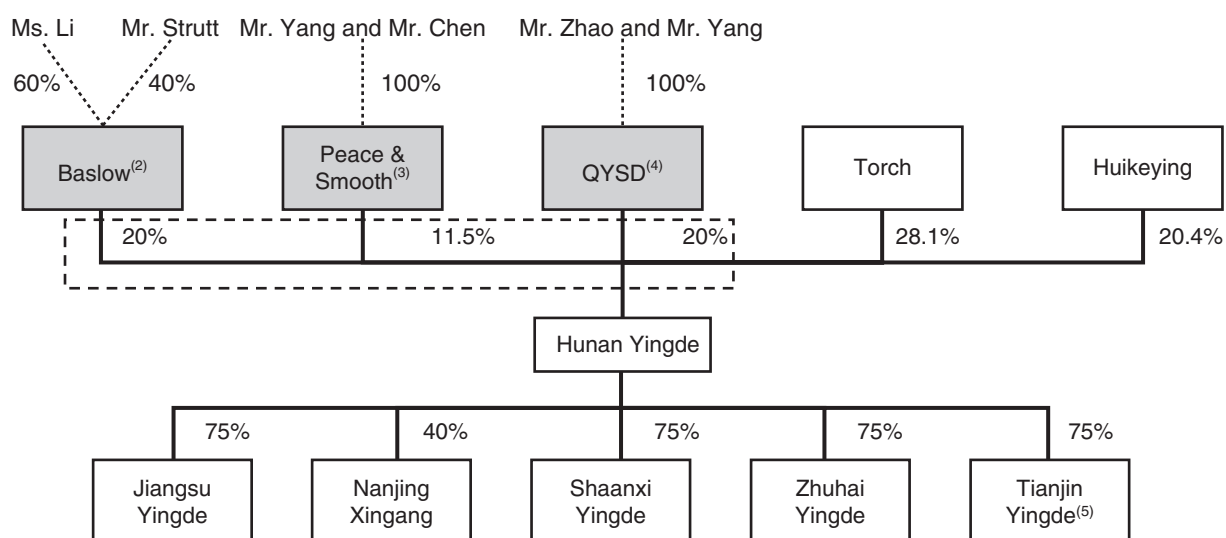 Ms. Li
Mr. Strutt
Mr. Yang and Mr. Chen
Mr. Zhao and Mr. Yang
60%
40%
100%
100%
Baslow(2)
Peace &
Smooth(3)
QYSD(4)
Torch
Huikeying
20%
11.5%
20%
28.1%
20.4%
Hunan Yingde
75%
40%
75%
75%
75%
Jiangsu
Yingde
Nanjing
Xingang
Shaanxi
Yingde
Zhuhai
Yingde
Tianjin
Yingde(5)